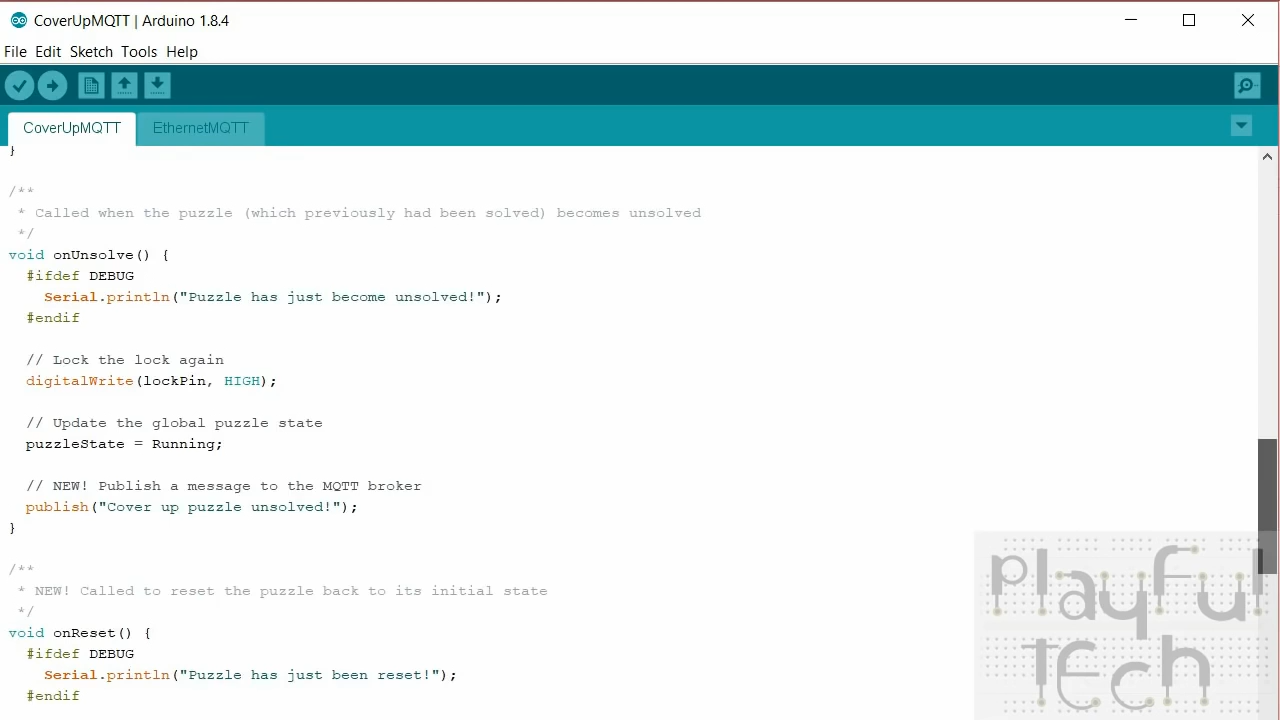 CoverUpMQTT | Arduino 1.8.4
File Edit Sketch Tools Help
CoverUpMQTT EthernetMQTT
}
/**
 * Called when the puzzle (which previously had been solved) becomes unsolved
 */
void onUnsolve() {
  #ifdef DEBUG
    Serial.println("Puzzle has just become unsolved!");
  #endif
  // Lock the lock again
  digitalWrite(lockPin, HIGH);
  // Update the global puzzle state
  puzzleState = Running;
  // NEW! Publish a message to the MQTT broker
  publish("Cover up puzzle unsolved!");
}
/**
 * NEW! Called to reset the puzzle back to its initial state
 */
void onReset() {
  #ifdef DEBUG
    Serial.println("Puzzle has just been reset!");
  #endif
playful
tech